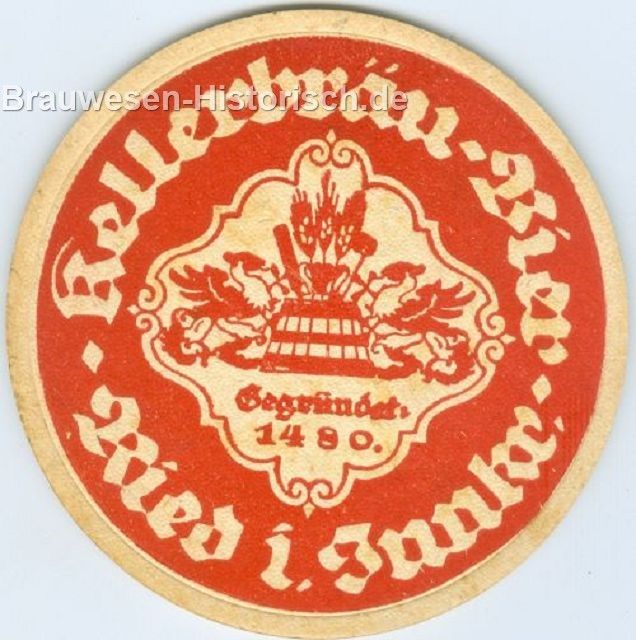 Brauwesen-Historisch.de
Kellerbräu-Bier
Ried i. Innkr.
Gegründet.
1480.